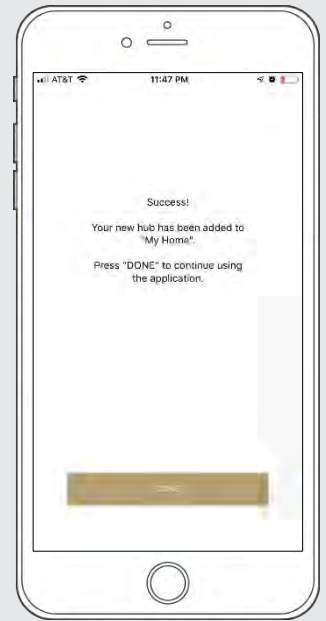 AT&T 11:47 PM
Success!
Your new hub has been added to
"My Home".
Press "DONE" to continue using
the application.
DONE